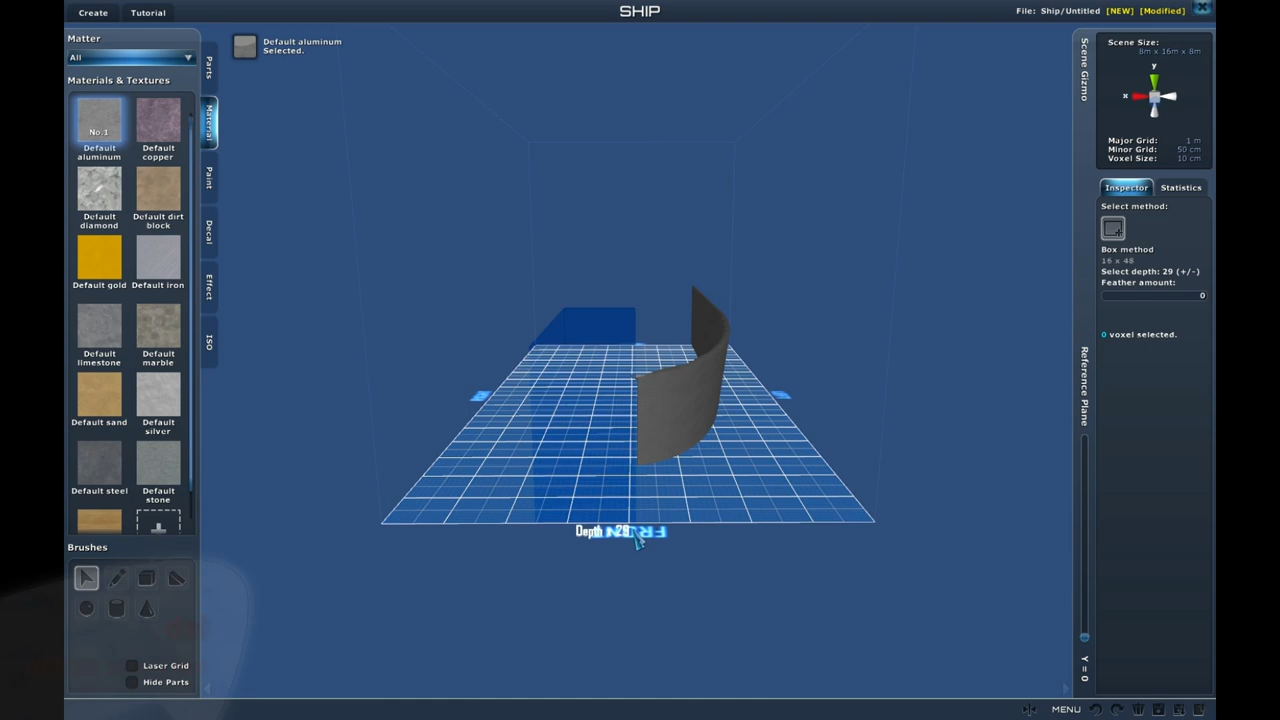 Create
Tutorial
SHIP
File: Ship/Untitled [NEW] [Modified]
Matter
All
Materials & Textures
No.1
Default aluminum
Default copper
Default diamond
Default dirt block
Default gold
Default iron
Default limestone
Default marble
Default sand
Default silver
Default steel
Default stone
Brushes
Laser Grid
Hide Parts
Parts
Material
Paint
Decal
Effect
ISO
Default aluminum
Selected.
Depth : 29
Scene Gizmo
Reference Plane
Y = 0
Scene Size:
8m x 16m x 8m
y
x
Major Grid: 1 m
Minor Grid: 50 cm
Voxel Size: 10 cm
Inspector
Statistics
Select method:
Box method
16 x 48
Select depth: 29 (+/-)
Feather amount:
0
0 voxel selected.
MENU